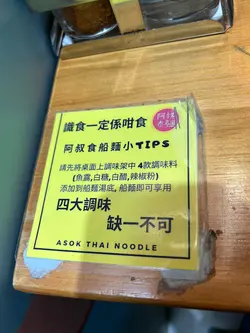 識食一定係咁食
阿叔食船麵小TIPS
請先將桌面上調味架中 4款調味料
(魚露,白糖,白醋,辣椒粉)
添加到船麵湯底, 船麵即可享用
四大調味
缺一不可
ASOK THAI NOODLE